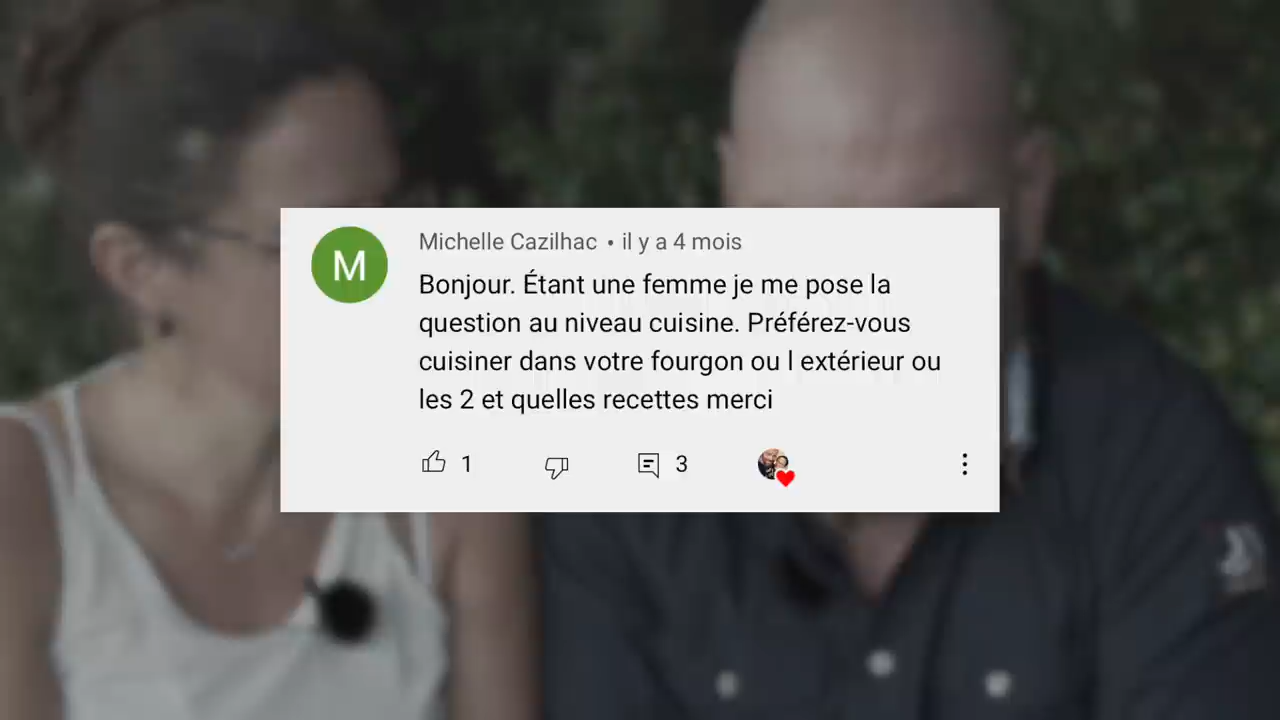 M
Michelle Cazilhac • il y a 4 mois
Bonjour. Étant une femme je me pose la
question au niveau cuisine. Préférez-vous
cuisiner dans votre fourgon ou l extérieur ou
les 2 et quelles recettes merci
1 3